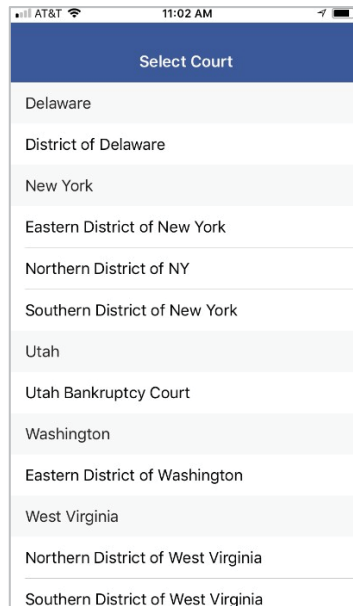 AT&T 11:02 AM
Select Court
Delaware
District of Delaware
New York
Eastern District of New York
Northern District of NY
Southern District of New York
Utah
Utah Bankruptcy Court
Washington
Eastern District of Washington
West Virginia
Northern District of West Virginia
Southern District of West Virginia